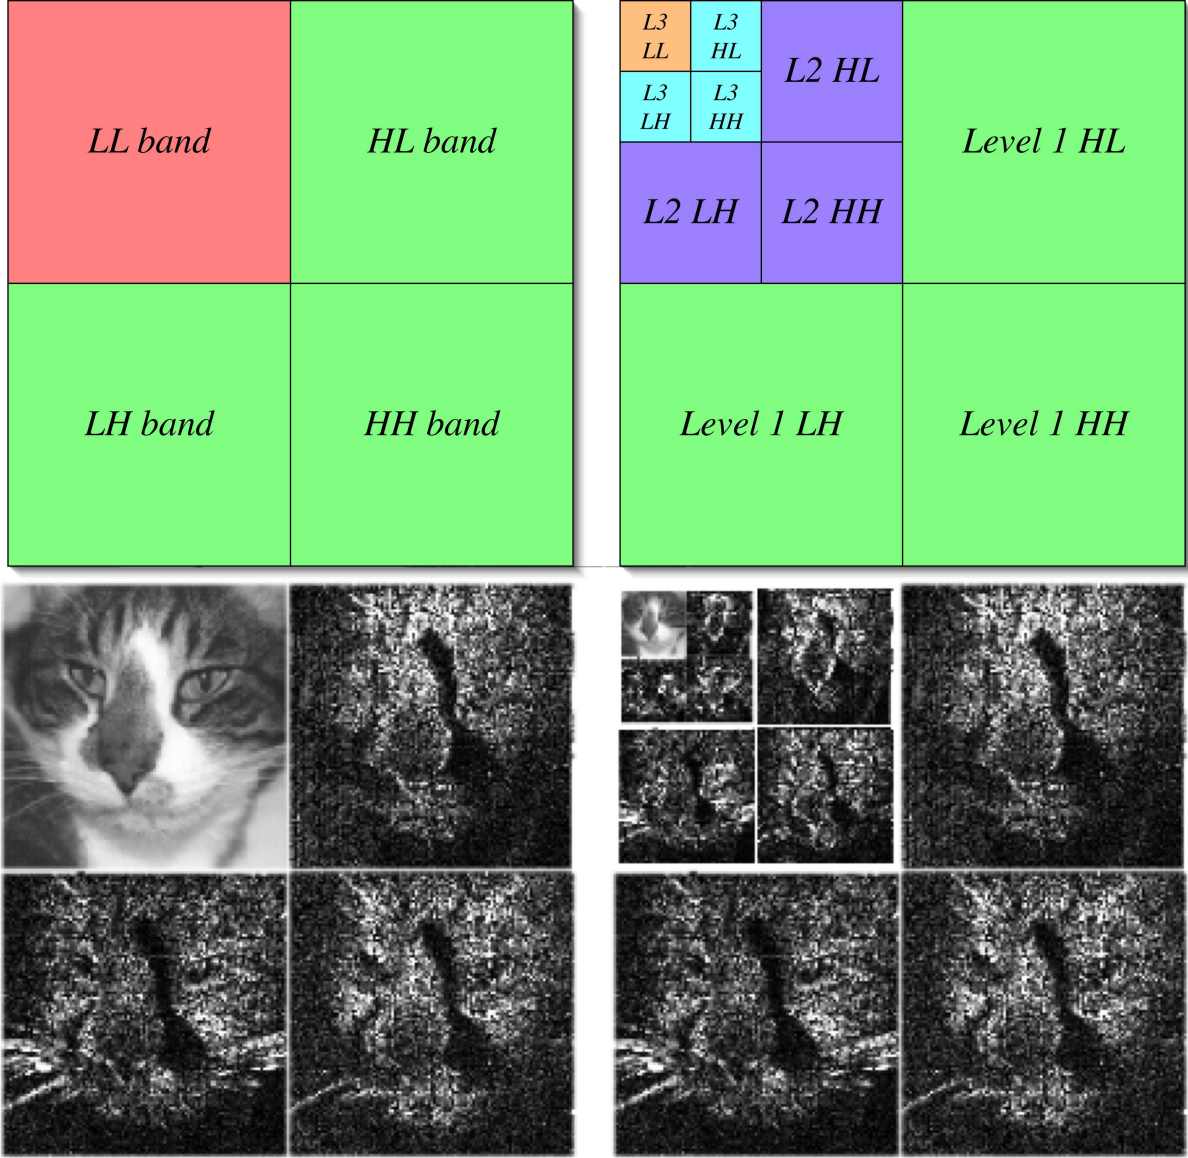 LL band
HL band
LH band
HH band
L3
LL
L3
HL
L3
LH
L3
HH
L2 HL
L2 LH
L2 HH
Level 1 HL
Level 1 LH
Level 1 HH